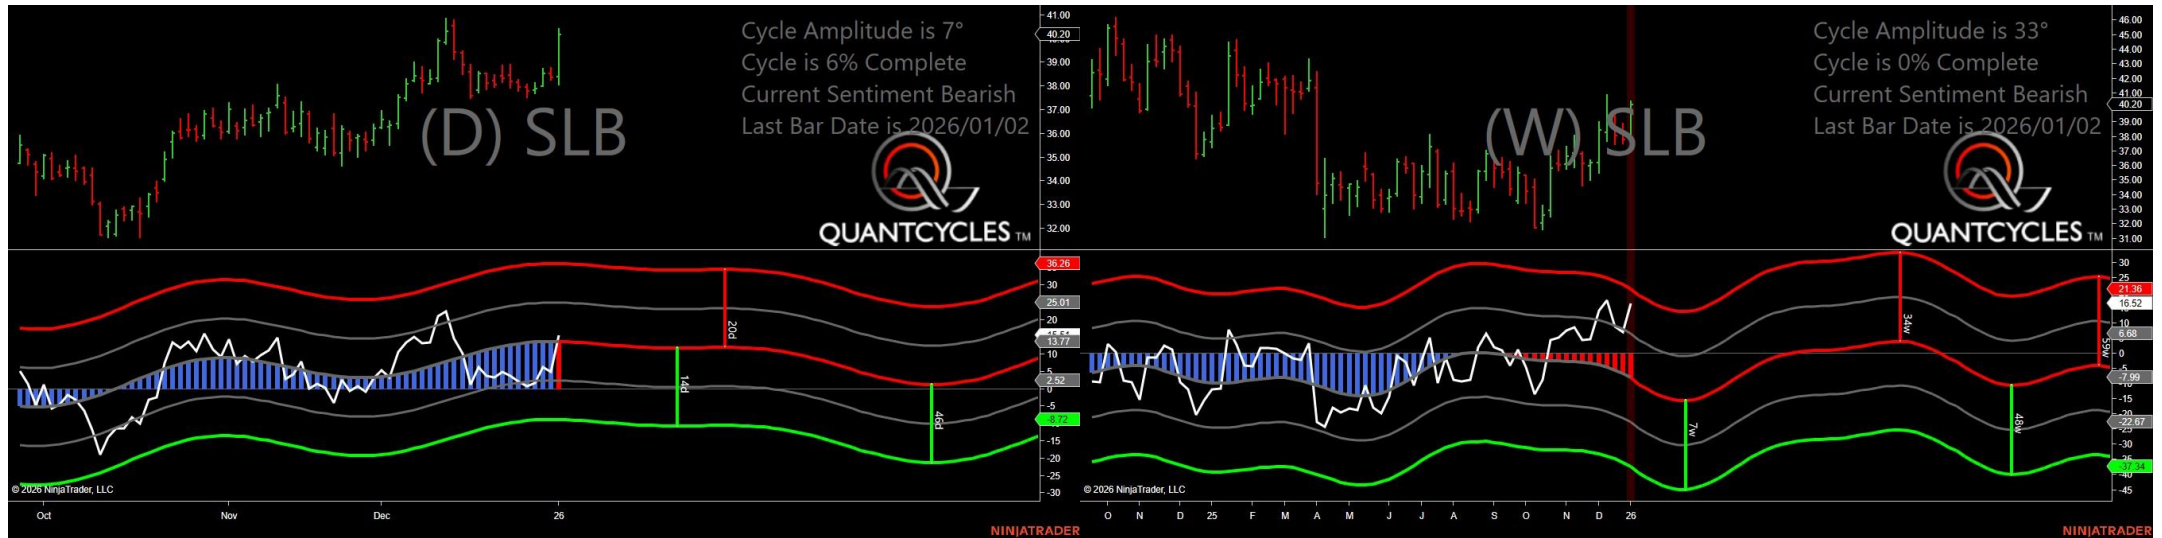 Cycle Amplitude is 7°
Cycle is 6% Complete
Current Sentiment Bearish
Last Bar Date is 2026/01/02
(D) SLB
QUANTCYCLES TM
41.00
40.20
39.00
38.00
37.00
36.00
35.00
34.00
33.00
32.00
36.26
30
25.01
20
13.77
10
5
2.52
0
-5
-8.72
-15
-20
-25
-30
20d
14d
46d
© 2026 NinjaTrader, LLC
Oct Nov Dec 26
NINJATRADER
Cycle Amplitude is 33°
Cycle is 0% Complete
Current Sentiment Bearish
Last Bar Date is 2026/01/02
(W) SLB
QUANTCYCLES TM
46.00
45.00
44.00
43.00
42.00
41.00
40.20
39.00
38.00
37.00
36.00
35.00
34.00
33.00
32.00
31.00
30
25
21.36
16.52
10
6.68
0
-5
-7.99
-10
-15
-20
-22.67
-25
-30
-35
-37.34
-40
-45
34w
59w
7w
48w
© 2026 NinjaTrader, LLC
O N D 25 F M A M J J A S O N D 26
NINJATRADER